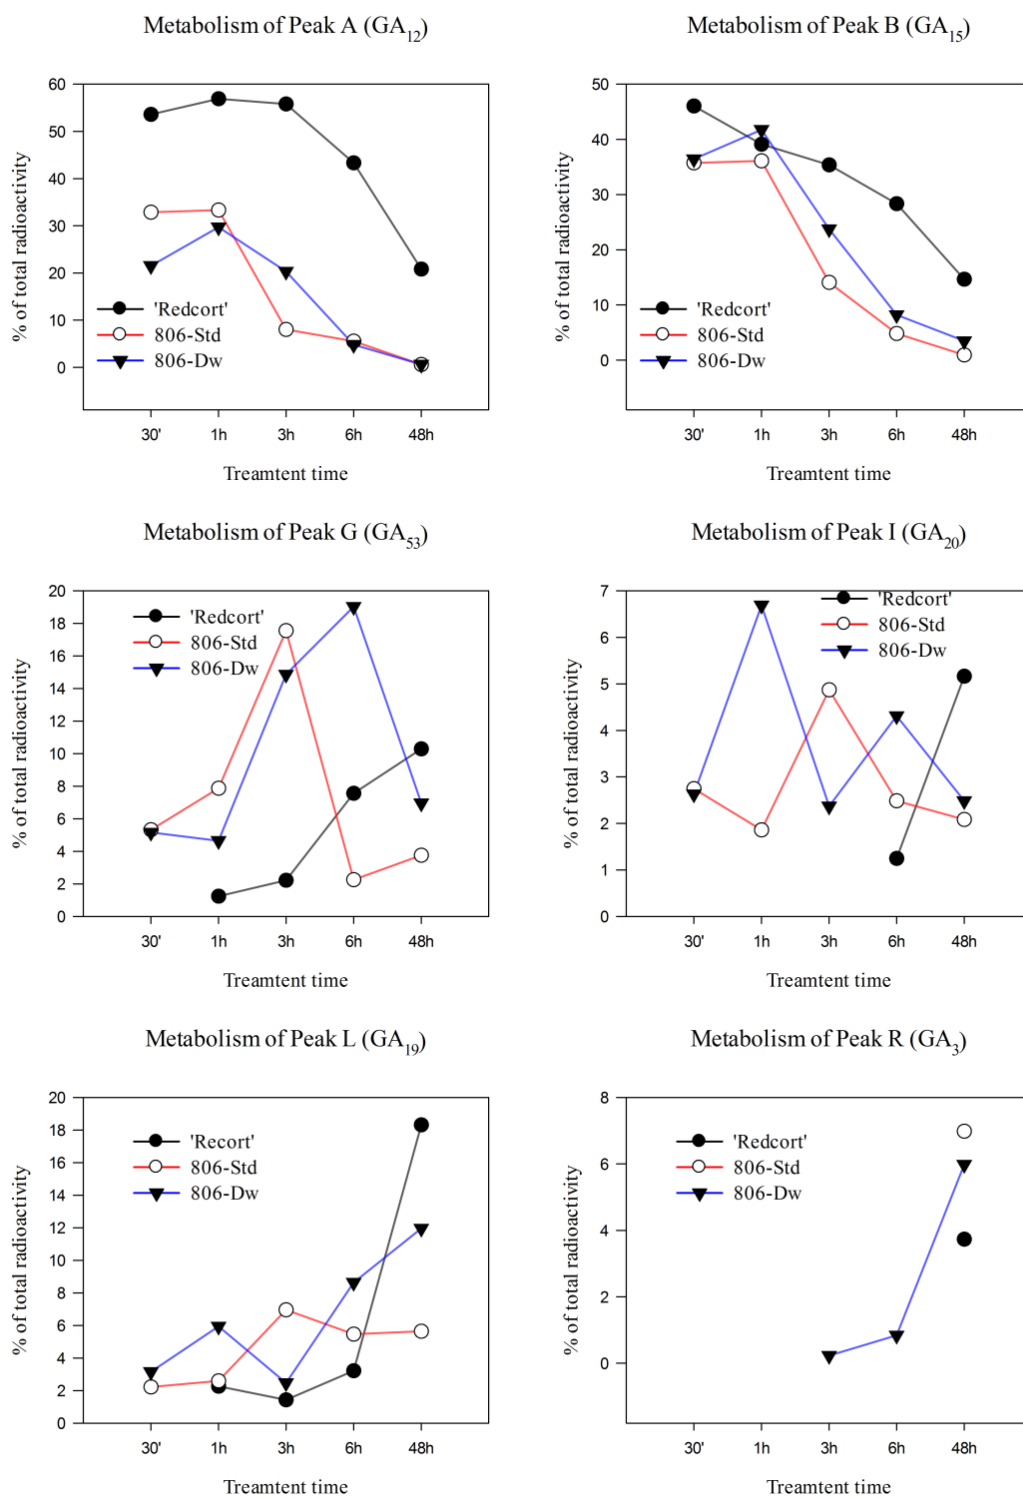 Metabolism of Peak A (GA12)
% of total radioactivity
60
50
40
30
20
10
0
'Redcort'
806-Std
806-Dw
30' 1h 3h 6h 48h
Treamtent time
Metabolism of Peak B (GA15)
% of total radioactivity
50
40
30
20
10
0
'Redcort'
806-Std
806-Dw
30' 1h 3h 6h 48h
Treamtent time
Metabolism of Peak G (GA53)
% of total radioactivity
20
18
16
14
12
10
8
6
4
2
0
'Redcort'
806-Std
806-Dw
30' 1h 3h 6h 48h
Treamtent time
Metabolism of Peak I (GA20)
% of total radioactivity
7
6
5
4
3
2
1
0
'Redcort'
806-Std
806-Dw
30' 1h 3h 6h 48h
Treamtent time
Metabolism of Peak L (GA19)
% of total radioactivity
20
18
16
14
12
10
8
6
4
2
0
'Recort'
806-Std
806-Dw
30' 1h 3h 6h 48h
Treamtent time
Metabolism of Peak R (GA3)
% of total radioactivity
8
6
4
2
0
'Redcort'
806-Std
806-Dw
30' 1h 3h 6h 48h
Treamtent time